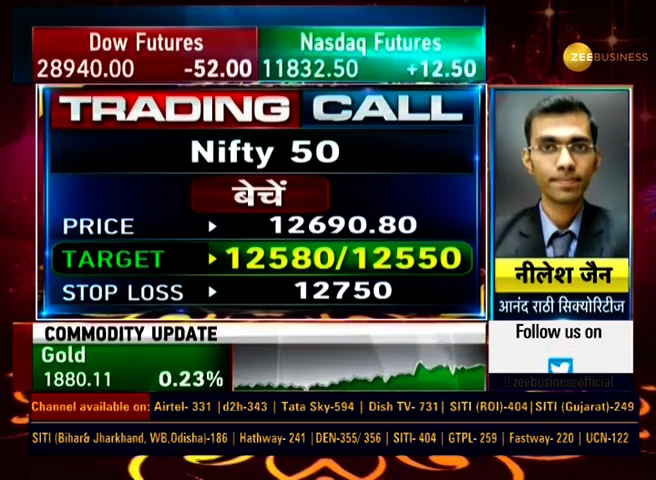 Dow Futures
28940.00 -52.00
Nasdaq Futures
11832.50 +12.50
ZEEBUSINESS
TRADING CALL
Nifty 50
बेचें
PRICE 12690.80
TARGET 12580/12550
STOP LOSS 12750
नीलेश जैन
आनंद राठी सिक्योरिटीज
COMMODITY UPDATE
Gold
1880.11 0.23%
Follow us on
@zeebusinessofficial
Channel available on: Airtel- 331 | d2h-343 | Tata Sky-594 | Dish TV- 731| SITI (ROI)-404| SITI (Gujarat)-249
SITI (Bihar& Jharkhand, WB,Odisha)-186 | Hathway- 241 |DEN-355/ 356 | SITI- 404 | GTPL- 259 | Fastway- 220 | UCN-122